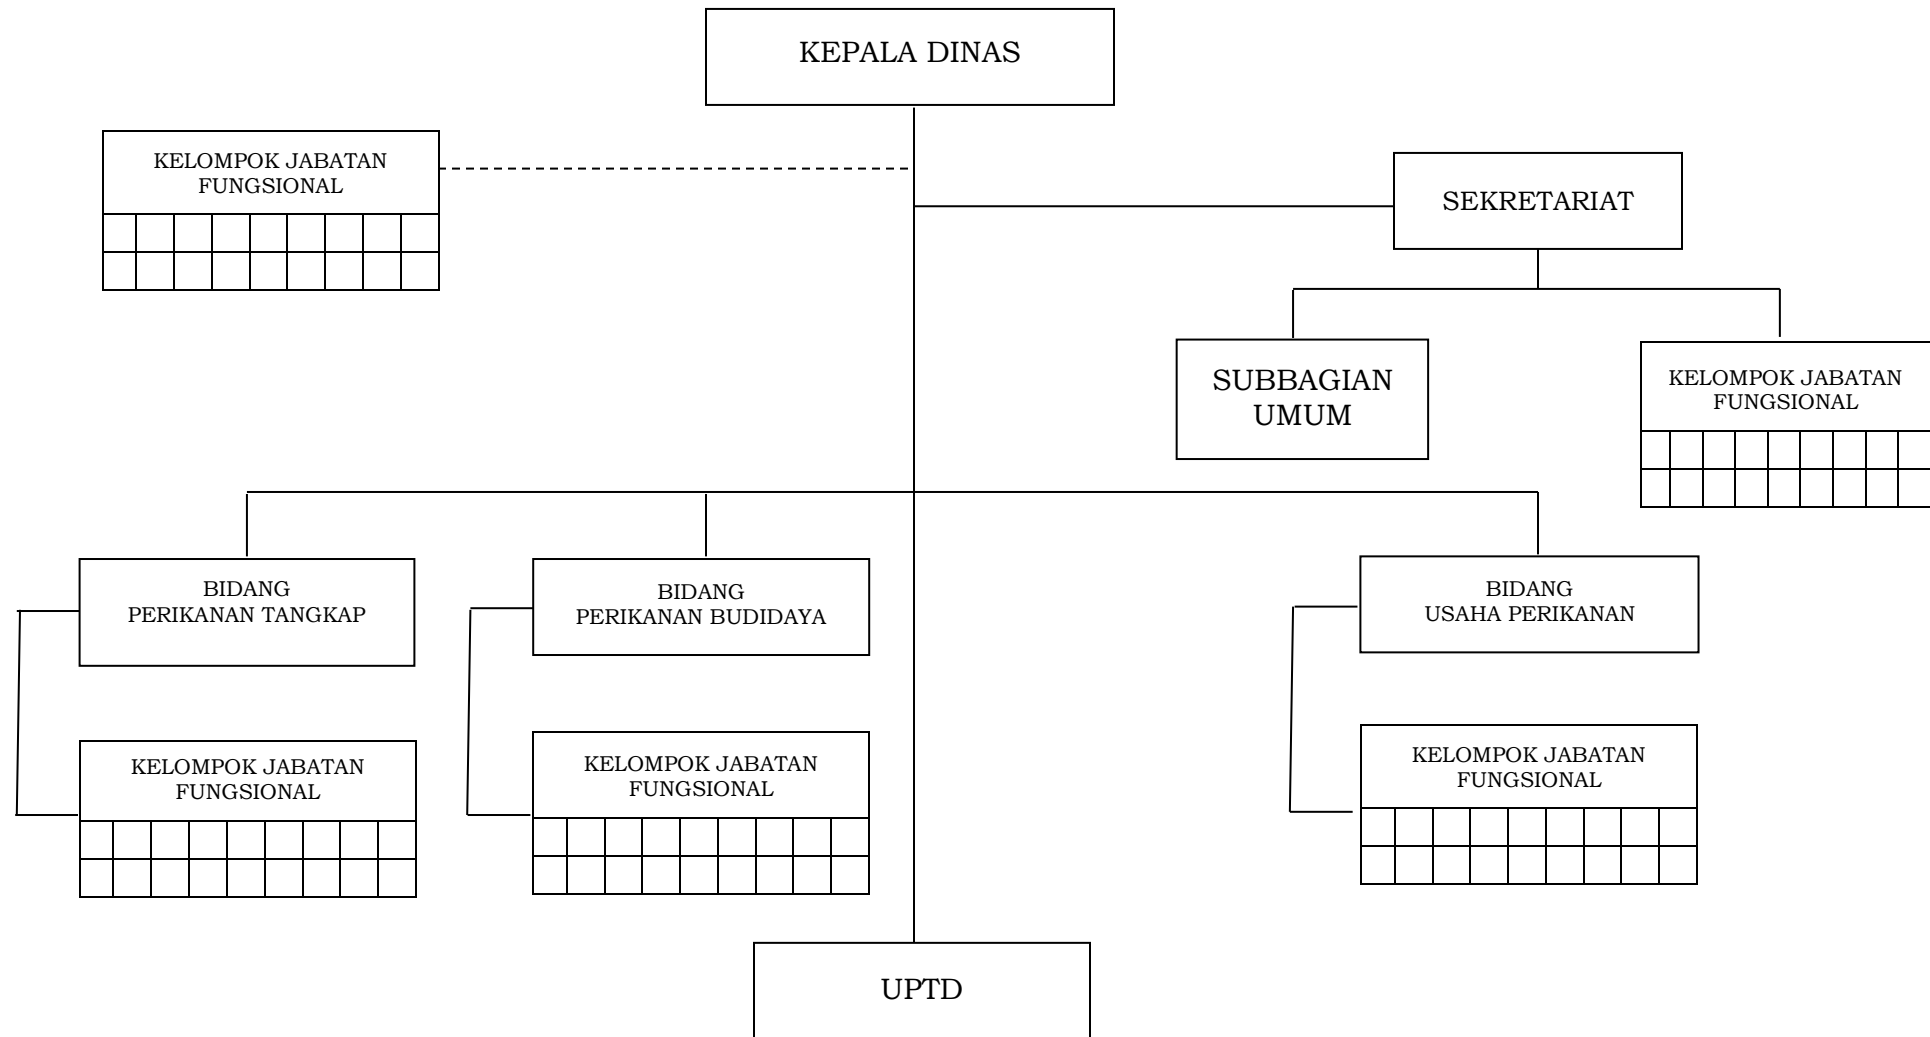 KEPALA DINAS
KELOMPOK JABATAN
FUNGSIONAL
SEKRETARIAT
SUBBAGIAN
UMUM
KELOMPOK JABATAN
FUNGSIONAL
BIDANG
PERIKANAN TANGKAP
BIDANG
PERIKANAN BUDIDAYA
BIDANG
USAHA PERIKANAN
KELOMPOK JABATAN
FUNGSIONAL
KELOMPOK JABATAN
FUNGSIONAL
KELOMPOK JABATAN
FUNGSIONAL
UPTD